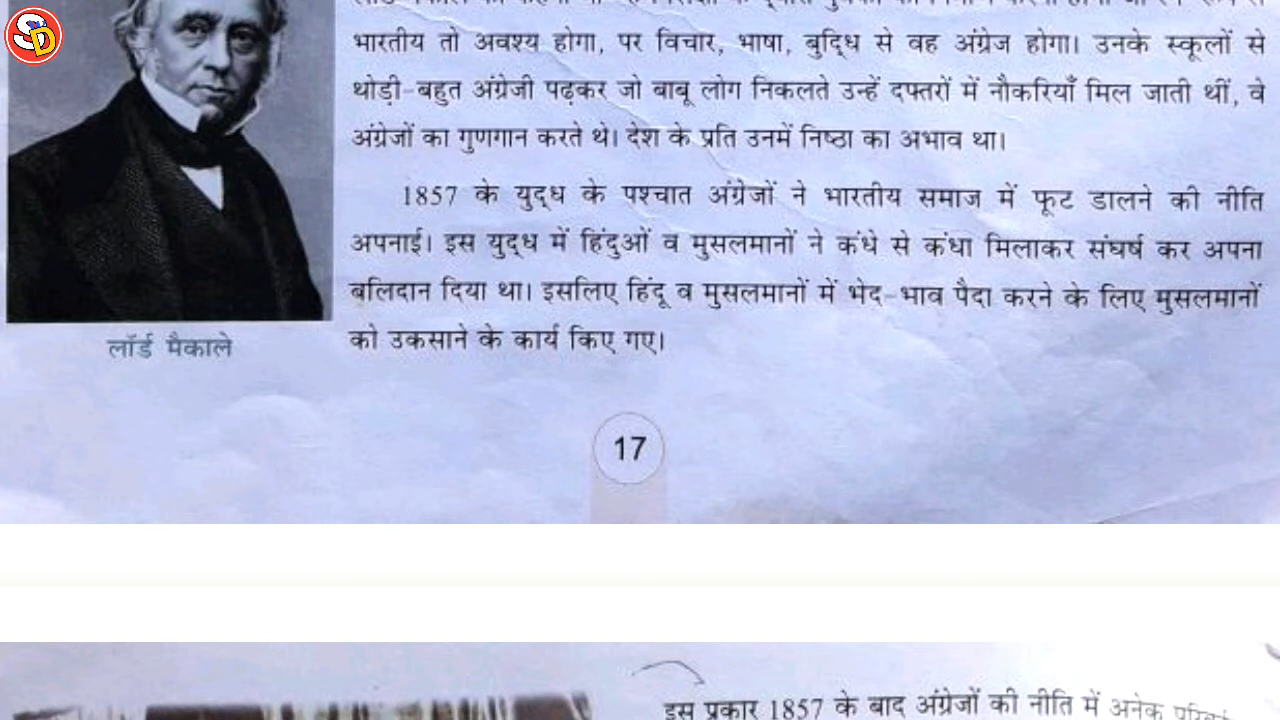 SD
भारतीय तो अवश्य होगा, पर विचार, भाषा, बुद्धि से वह अंग्रेज होगा। उनके स्कूलों से
थोड़ी-बहुत अंग्रेजी पढ़कर जो बाबू लोग निकलते उन्हें दफ्तरों में नौकरियाँ मिल जाती थीं, वे
अंग्रेजों का गुणगान करते थे। देश के प्रति उनमें निष्ठा का अभाव था।
1857 के युद्ध के पश्चात अंग्रेजों ने भारतीय समाज में फूट डालने की नीति
अपनाई। इस युद्ध में हिंदुओं व मुसलमानों ने कंधे से कंधा मिलाकर संघर्ष कर अपना
बलिदान दिया था। इसलिए हिंदू व मुसलमानों में भेद-भाव पैदा करने के लिए मुसलमानों
को उकसाने के कार्य किए गए।
लॉर्ड मैकाले
17
इस प्रकार 1857 के बाद अंग्रेजों की नीति में अनेक